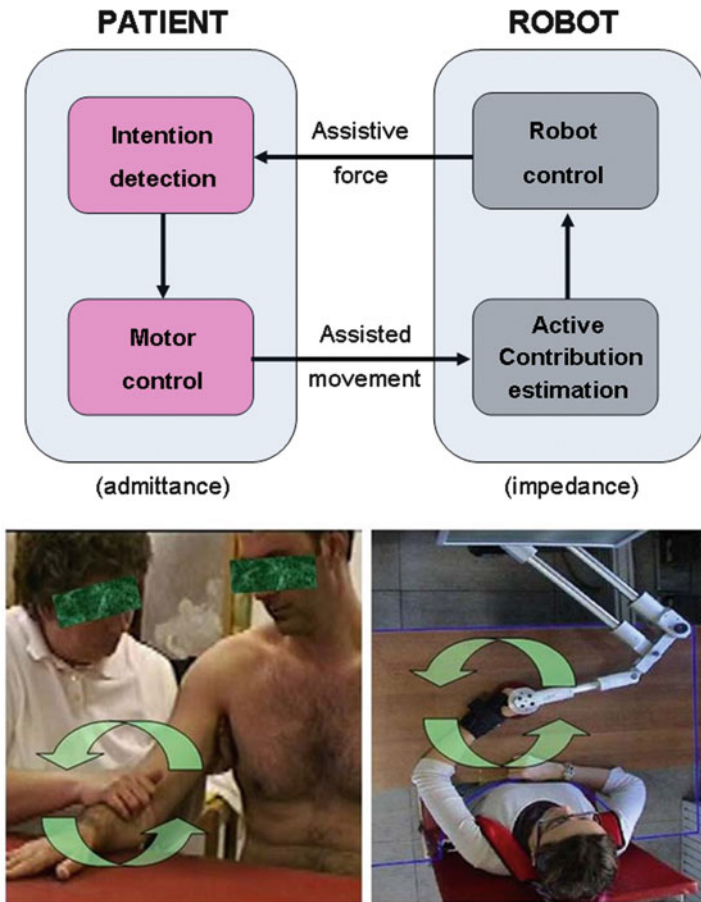 PATIENT
ROBOT
Intention
detection
Assistive
force
Robot
control
Motor
control
Assisted
movement
Active
Contribution
estimation
(admittance)
(impedance)